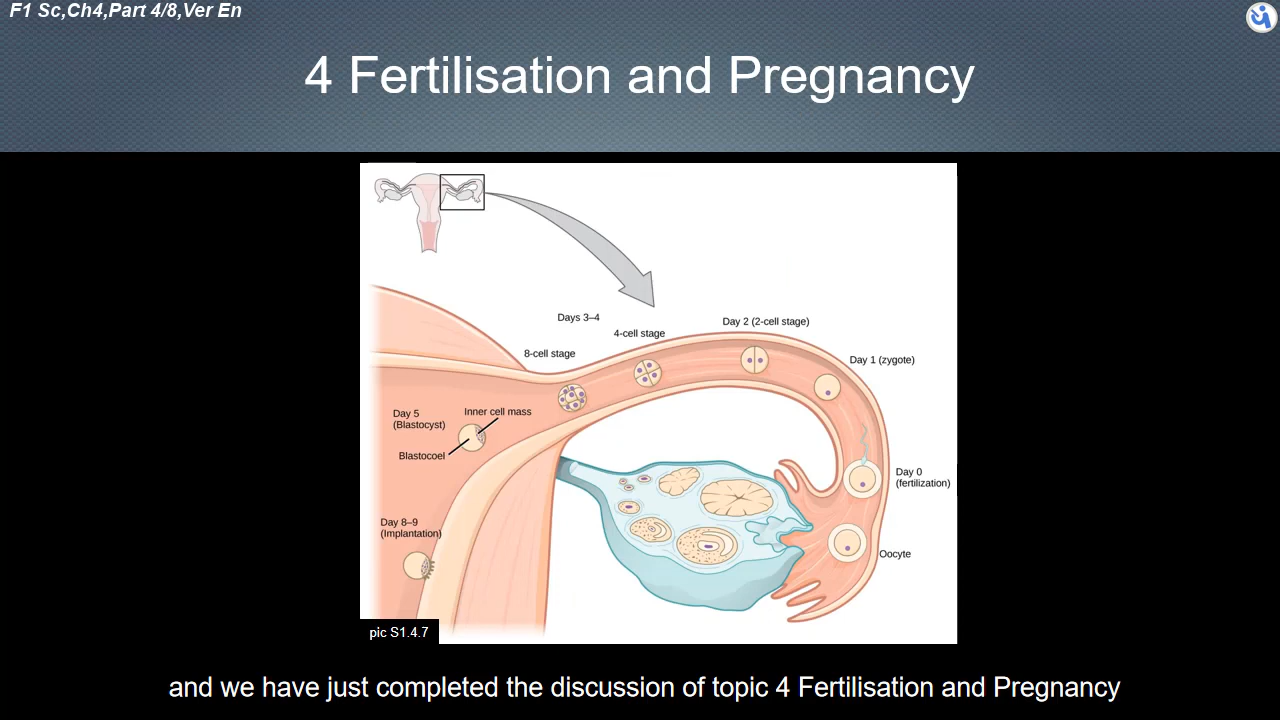 F1 Sc,Ch4,Part 4/8,Ver En
4 Fertilisation and Pregnancy
Days 3–4
4-cell stage
Day 2 (2-cell stage)
8-cell stage
Day 1 (zygote)
Day 5
(Blastocyst)
Inner cell mass
Blastocoel
Day 0
(fertilization)
Day 8–9
(Implantation)
Oocyte
pic S1.4.7
and we have just completed the discussion of topic 4 Fertilisation and Pregnancy